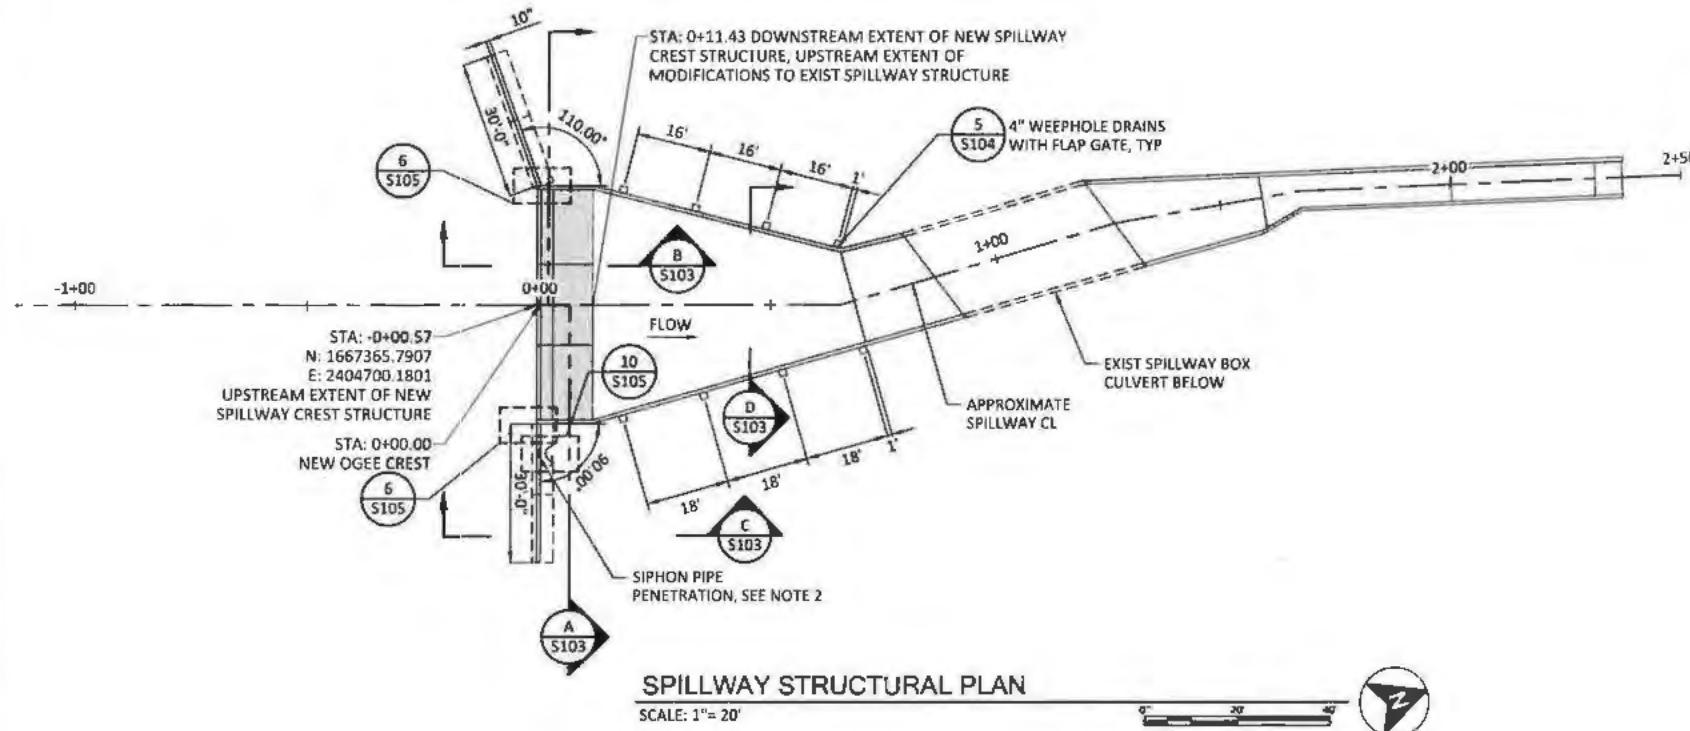 10"
STA: 0+11.43 DOWNSTREAM EXTENT OF NEW SPILLWAY
CREST STRUCTURE, UPSTREAM EXTENT OF
MODIFICATIONS TO EXIST SPILLWAY STRUCTURE
30'-0"
110.00°
6
S105
16'
16'
16'
1'
5
S104
4" WEEPHOLE DRAINS
WITH FLAP GATE, TYP
2+00
2+50
B
S103
1+00
-1+00
0+00
FLOW
STA: -0+00.57
N: 1667365.7907
E: 2404700.1801
UPSTREAM EXTENT OF NEW
SPILLWAY CREST STRUCTURE
STA: 0+00.00
NEW OGEE CREST
10
S105
EXIST SPILLWAY BOX
CULVERT BELOW
APPROXIMATE
SPILLWAY CL
D
S103
6
S105
30'-0"
90.00°
18'
18'
18'
1'
C
S103
SIPHON PIPE
PENETRATION, SEE NOTE 2
A
S103
SPILLWAY STRUCTURAL PLAN
SCALE: 1"= 20'
0"
20'
40'
N